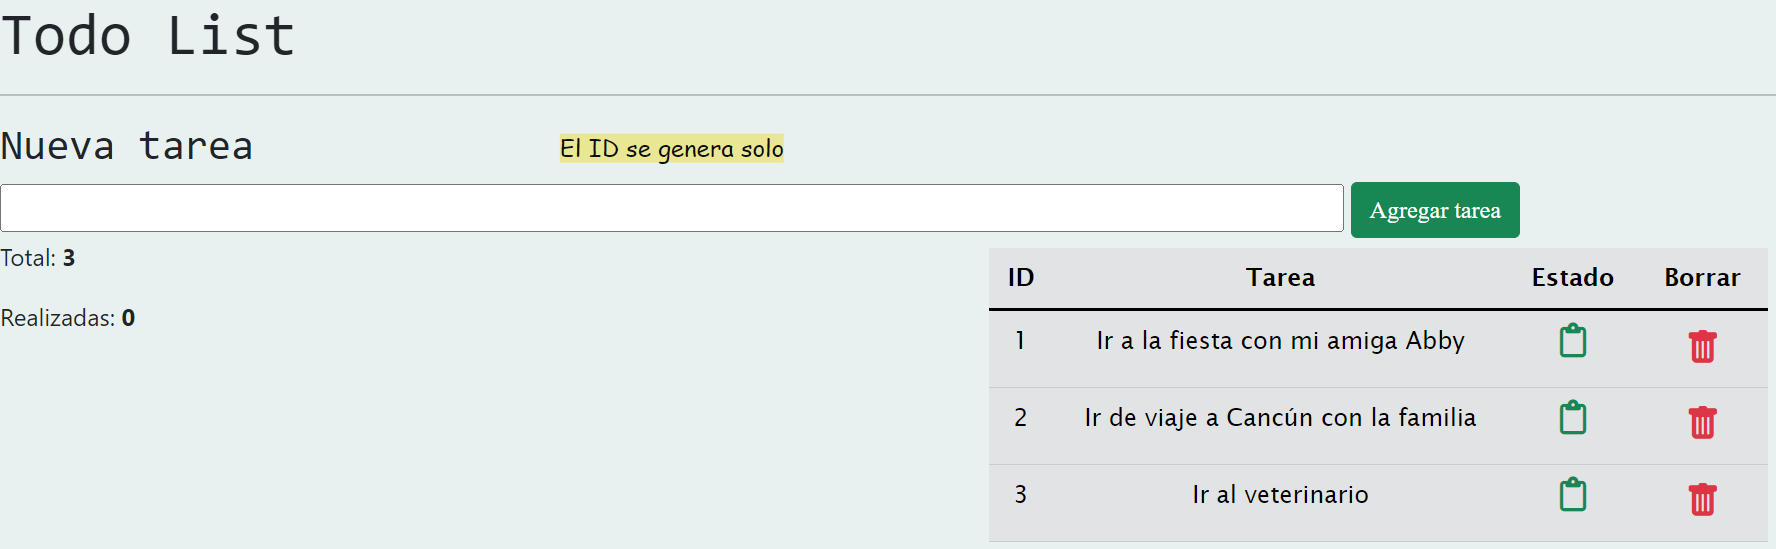 Todo List
Nueva tarea
El ID se genera solo
Agregar tarea
Total: 3
Realizadas: 0
ID Tarea Estado Borrar
1 Ir a la fiesta con mi amiga Abby
2 Ir de viaje a Cancún con la familia
3 Ir al veterinario